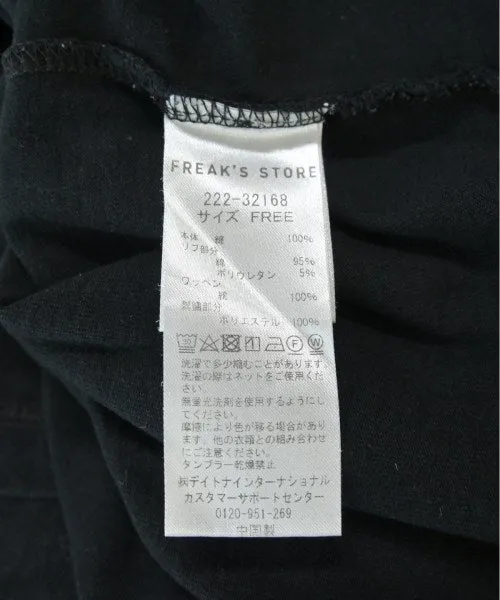 FREAK'S STORE
222-32168
サイズ FREE
本体 綿 100%
リブ部分
綿 95%
ポリウレタン 5%
ワッペン
綿 100%
刺繍部分
ポリエステル 100%
洗濯で多少縮むことがあります。
洗濯の際はネットをご使用くださ
い。
無蛍光洗剤を使用するようにし
てください。
摩擦により色が移る場合があり
ます。他の衣類との組み合わせ
にご注意ください。
タンブラー乾燥禁止
㈱デイトナインターナショナル
カスタマーサポートセンター
0120-951-269
中国製